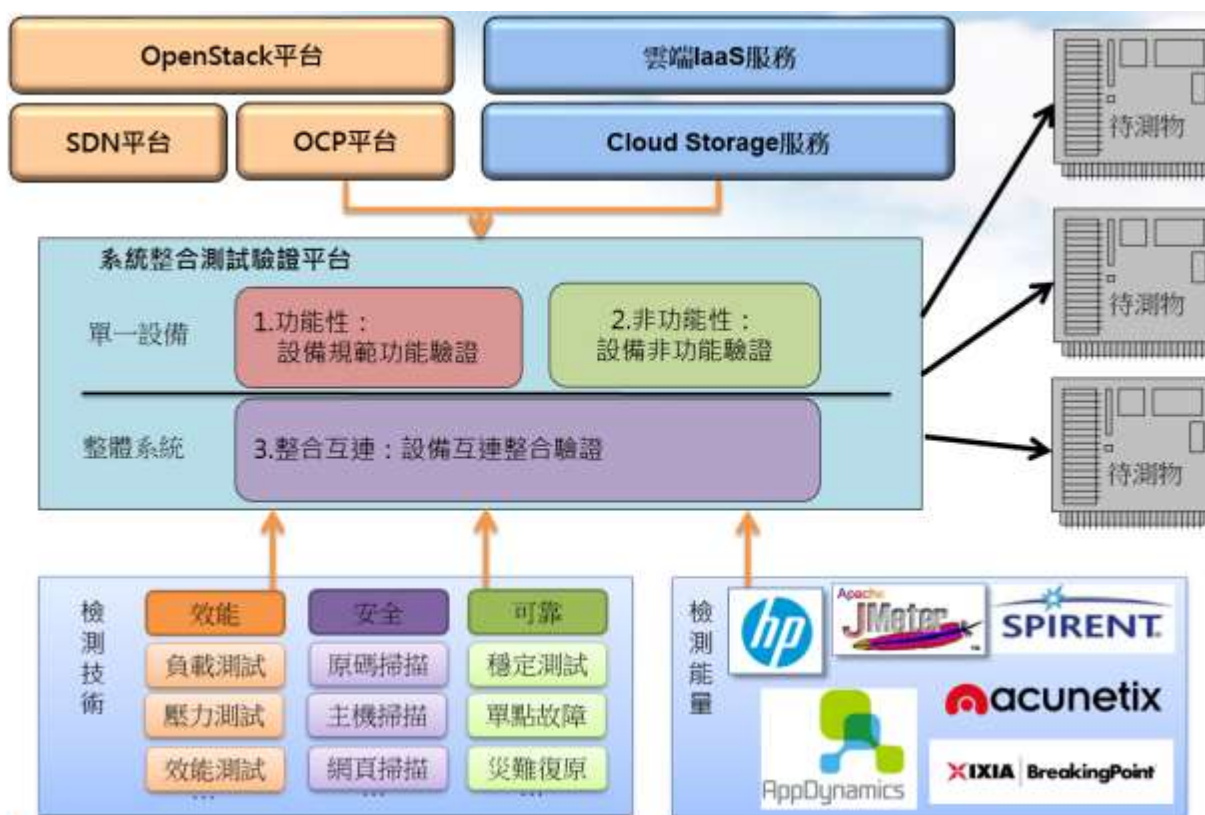 OpenStack平台
雲端IaaS服務
SDN平台
OCP平台
Cloud Storage服務
待測物
待測物
待測物
系統整合測試驗證平台
單一設備
1.功能性：
設備規範功能驗證
2.非功能性：
設備非功能驗證
整體系統
3.整合互連：設備互連整合驗證
檢測技術
效能
安全
可靠
負載測試
原碼掃描
穩定測試
壓力測試
主機掃描
單點故障
效能測試
網頁掃描
災難復原
...
...
...
檢測能量
hp
Apache
JMeter
TM
SPIRENT®
AppDynamics
acunetix
IXIA | BreakingPoint